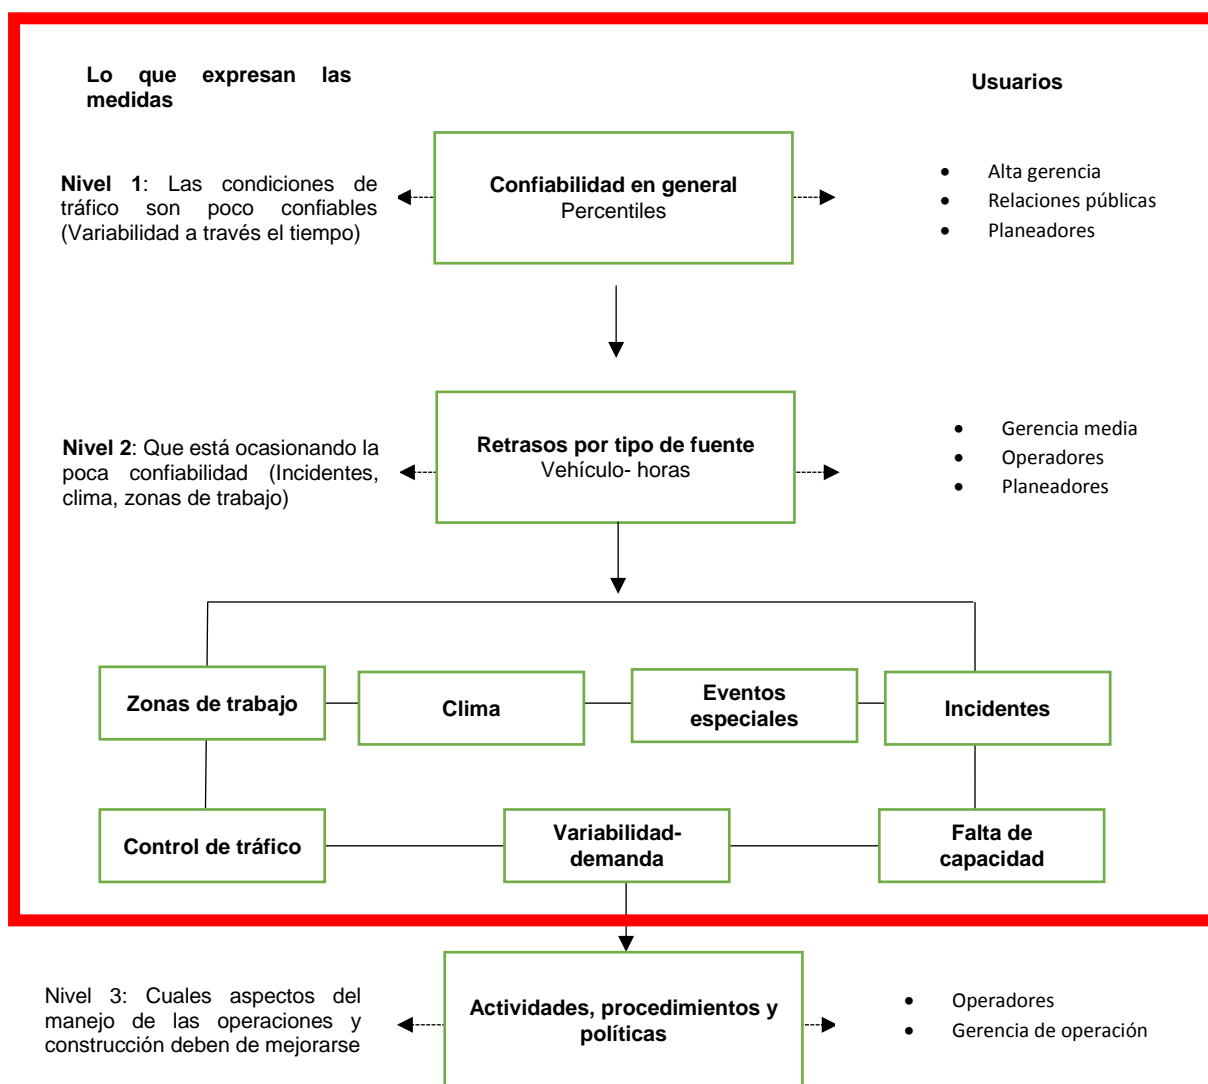 Lo que expresan las
medidas
Usuarios
Nivel 1: Las condiciones de
tráfico son poco confiables
(Variabilidad a través el tiempo)
Confiabilidad en general
Percentiles
• Alta gerencia
• Relaciones públicas
• Planeadores
Nivel 2: Que está ocasionando la
poca confiabilidad (Incidentes,
clima, zonas de trabajo)
Retrasos por tipo de fuente
Vehículo- horas
• Gerencia media
• Operadores
• Planeadores
Zonas de trabajo
Clima
Eventos
especiales
Incidentes
Control de tráfico
Variabilidad-
demanda
Falta de
capacidad
Nivel 3: Cuales aspectos del
manejo de las operaciones y
construcción deben de mejorarse
Actividades, procedimientos y
políticas
• Operadores
• Gerencia de operación